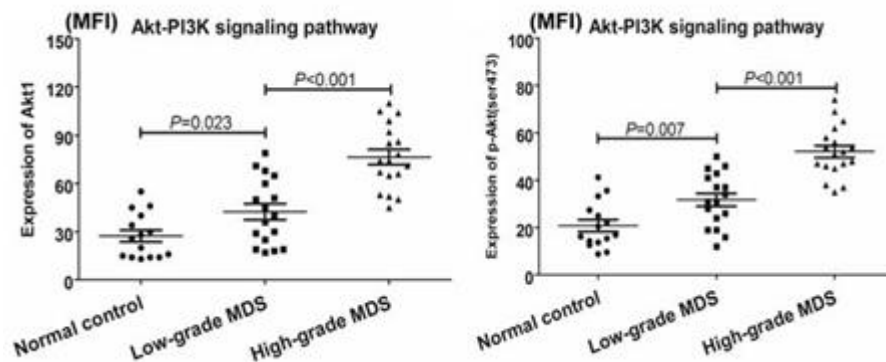 (MFI) Akt-PI3K signaling pathway
Expression of Akt1
150
120
90
60
30
0
P=0.023
P<0.001
Normal control
Low-grade MDS
High-grade MDS
(MFI) Akt-PI3K signaling pathway
Expression of p-Akt(ser473)
100
80
60
40
20
0
P=0.007
P<0.001
Normal control
Low-grade MDS
High-grade MDS